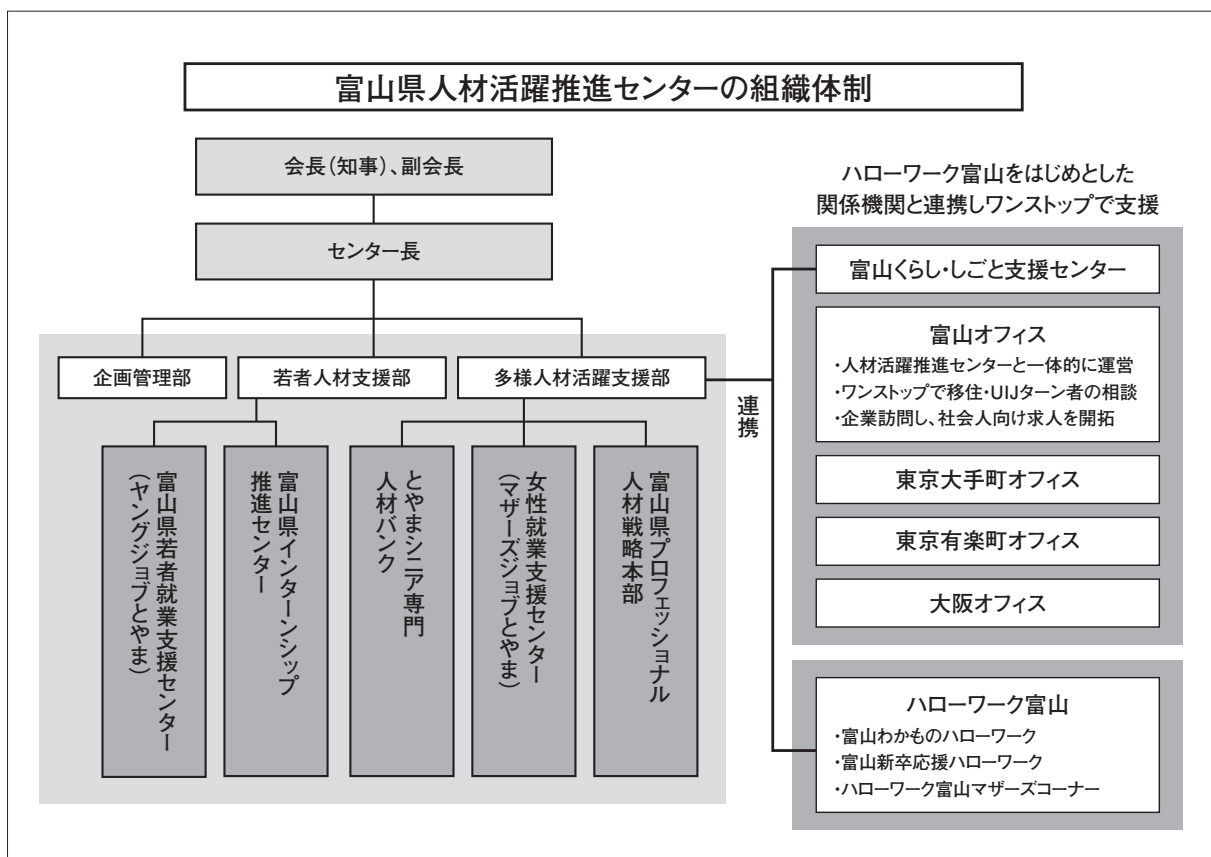 富山県人材活躍推進センターの組織体制
会長（知事）、副会長
センター長
企画管理部
若者人材支援部
多様人材活躍支援部
富山県若者就業支援センター
（ヤングジョブとやま）
富山県インターンシップ
推進センター
とやまシニア専門
人材バンク
女性就業支援センター
（マザーズジョブとやま）
富山県プロフェッショナル
人材戦略本部
連携
ハローワーク富山をはじめとした
関係機関と連携しワンストップで支援
富山くらし・しごと支援センター
富山オフィス
・人材活躍推進センターと一体的に運営
・ワンストップで移住・UIJターン者の相談
・企業訪問し、社会人向け求人を開拓
東京大手町オフィス
東京有楽町オフィス
大阪オフィス
ハローワーク富山
・富山わかものハローワーク
・富山新卒応援ハローワーク
・ハローワーク富山マザーズコーナー